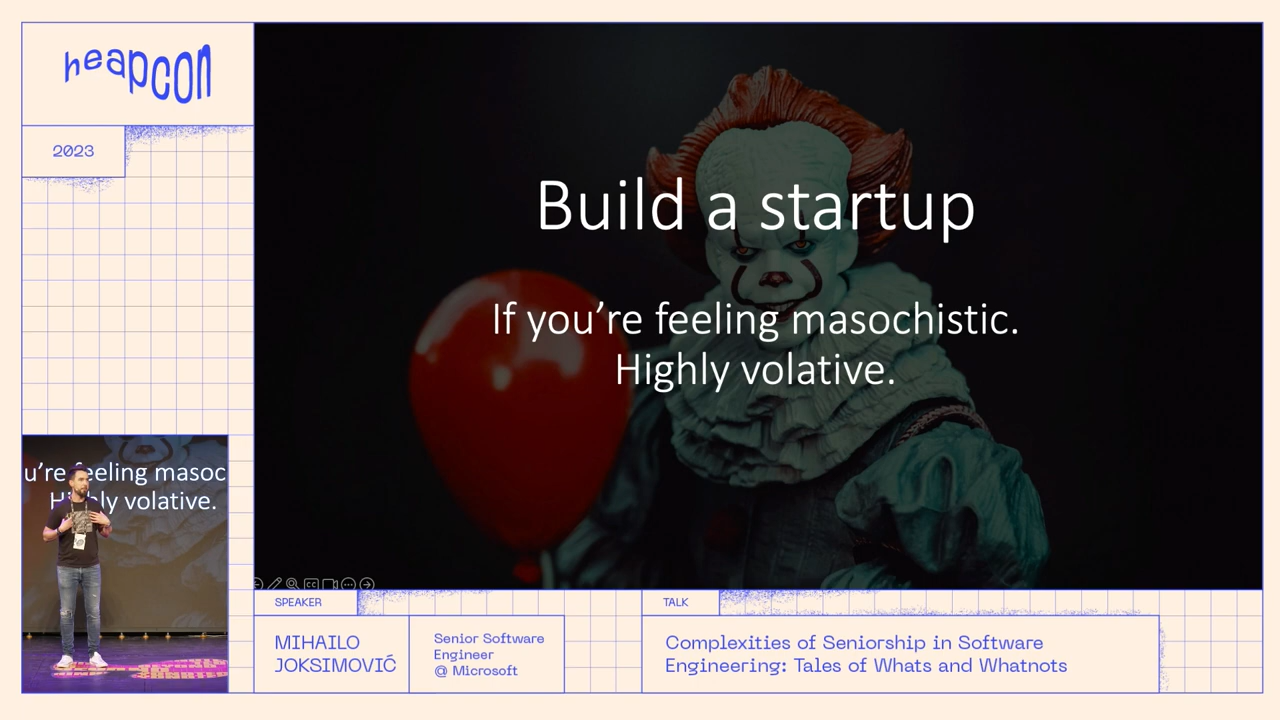 heapcon
2023
Build a startup
If you're feeling masochistic.
Highly volative.
u're feeling masoc
Highly volative.
SPEAKER
MIHAILO
JOKSIMOVIĆ
Senior Software
Engineer
@ Microsoft
TALK
Complexities of Seniorship in Software
Engineering: Tales of Whats and Whatnots